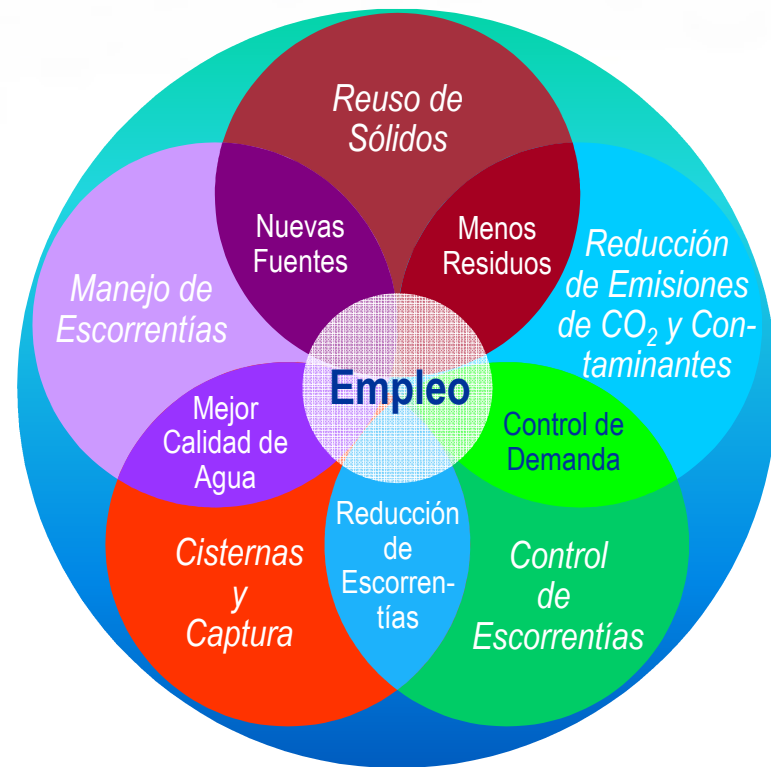 Reuso de
Sólidos
Nuevas
Fuentes
Menos
Residuos
Reducción
de Emisiones
de CO₂ y Con-
taminantes
Manejo de
Escorrentías
Empleo
Mejor
Calidad de
Agua
Control de
Demanda
Reducción
de
Escorren-
tías
Cisternas
y
Captura
Control
de
Escorrentías